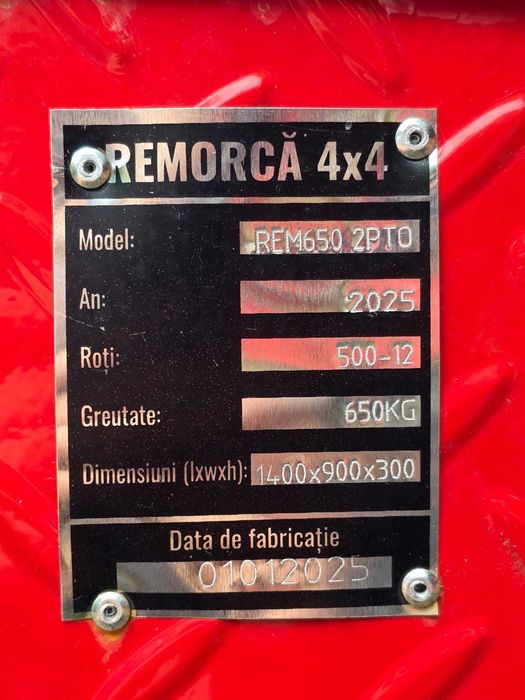 REMORCĂ 4x4
Model: REM650 2PTO
An: 2025
Roți: 500-12
Greutate: 650KG
Dimensiuni (lxwxh): 1400x900x300
Data de fabricație
01012025